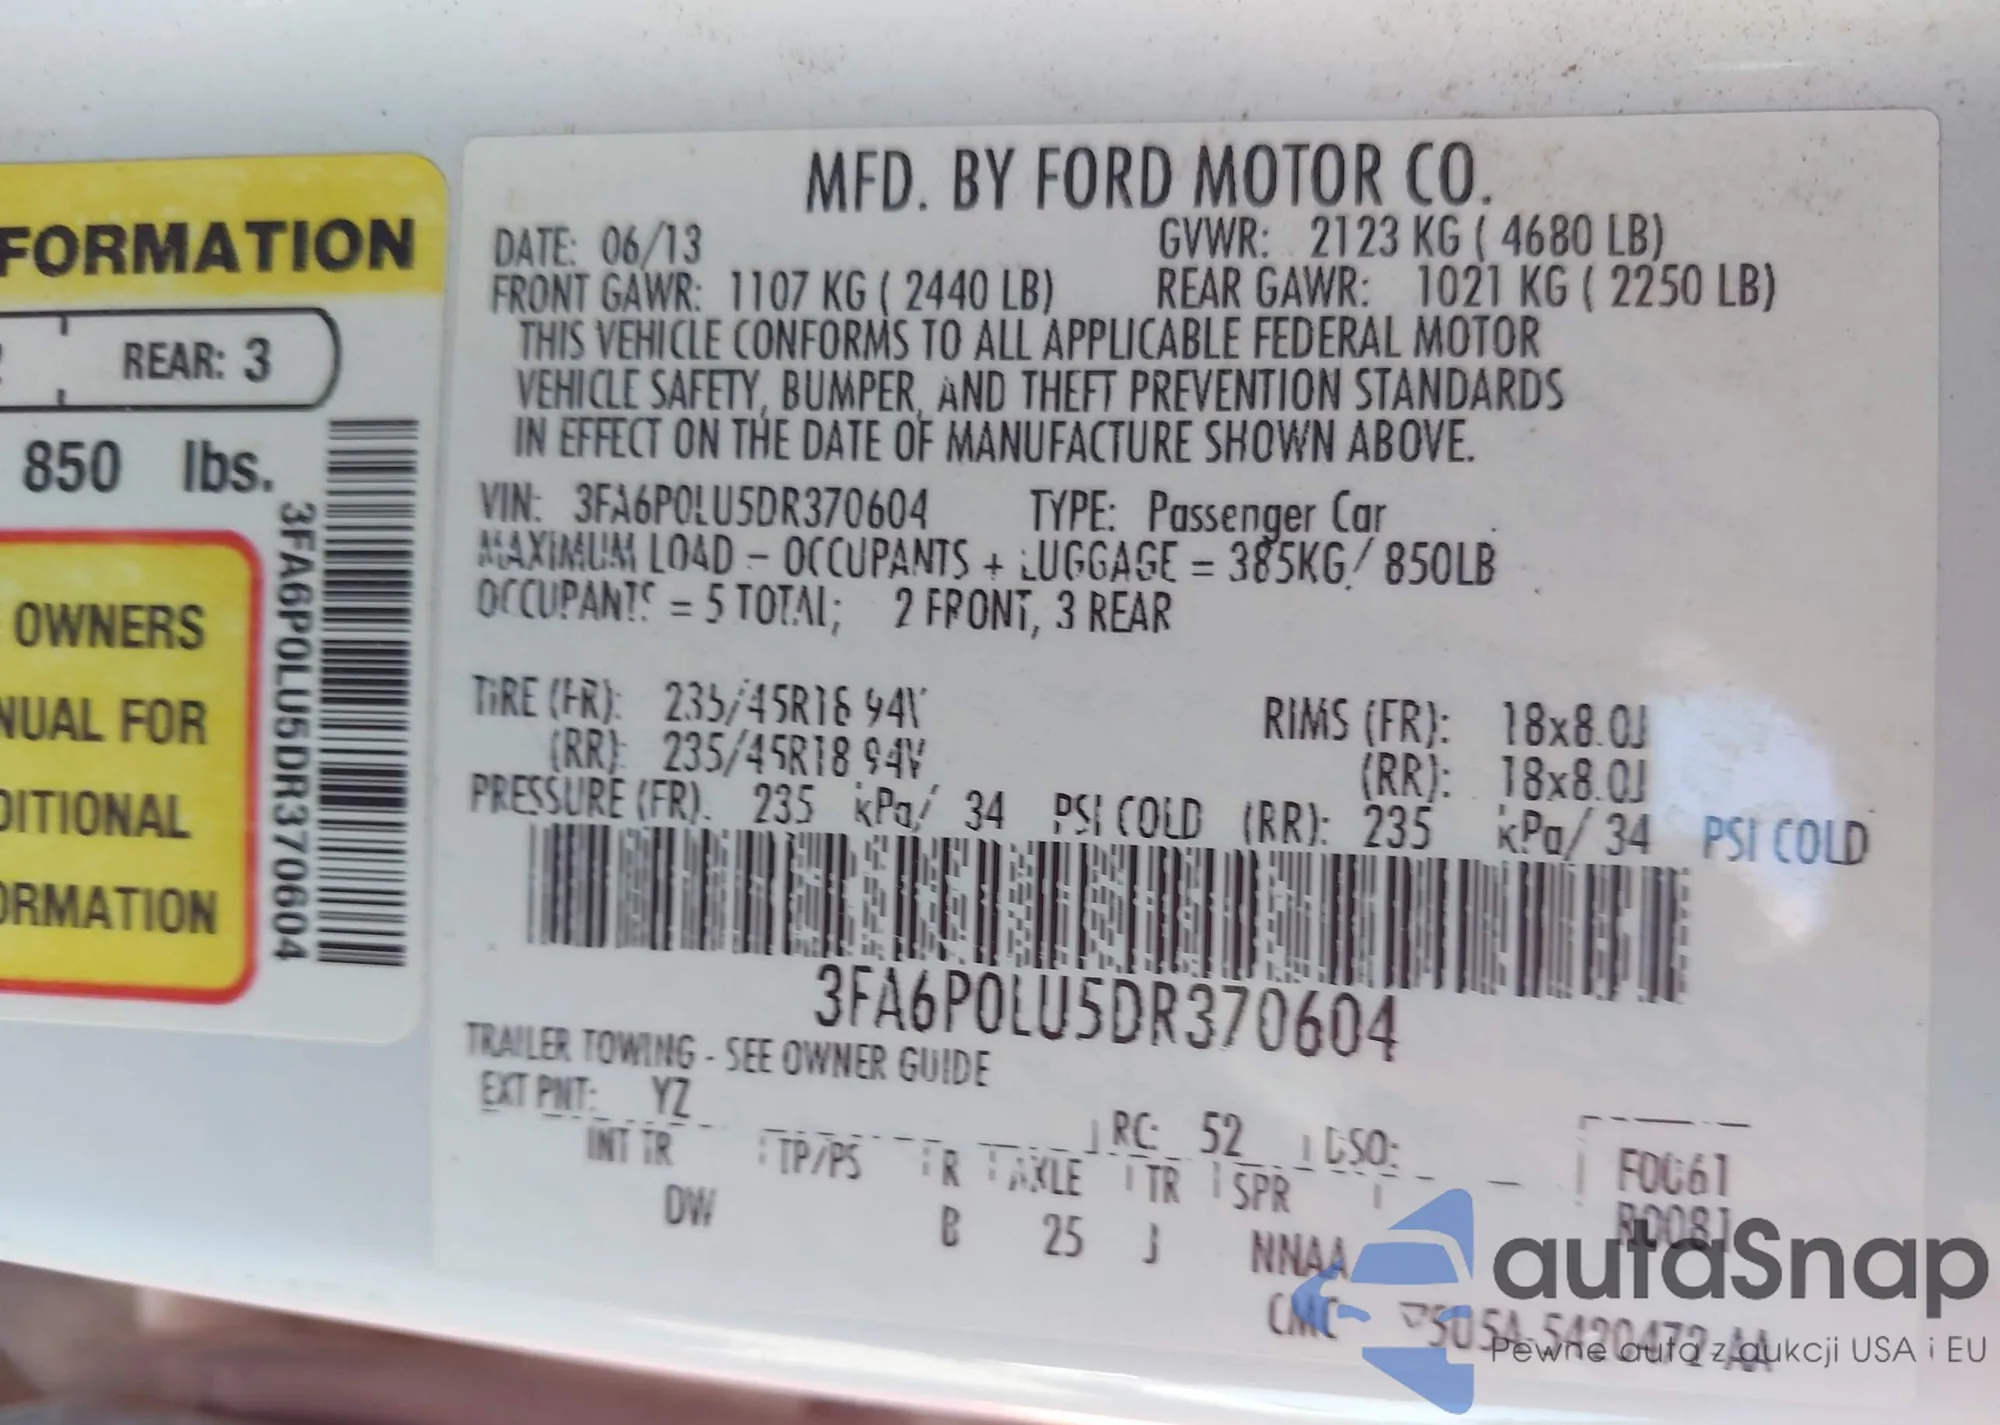 FORMATION
REAR: 3
850 lbs.
3FA6P0LU5DR370604
OWNERS
NUAL FOR
DITIONAL
ORMATION
MFD. BY FORD MOTOR CO.
DATE: 06/13 GVWR: 2123 KG ( 4680 LB)
FRONT GAWR: 1107 KG ( 2440 LB) REAR GAWR: 1021 KG ( 2250 LB)
THIS VEHICLE CONFORMS TO ALL APPLICABLE FEDERAL MOTOR
VEHICLE SAFETY, BUMPER, AND THEFT PREVENTION STANDARDS
IN EFFECT ON THE DATE OF MANUFACTURE SHOWN ABOVE.
VIN: 3FA6P0LU5DR370604 TYPE: Passenger Car
MAXIMUM LOAD - OCCUPANTS + LUGGAGE = 385KG/ 850LB
OCCUPANTS = 5 TOTAL; 2 FRONT, 3 REAR
TIRE (FR): 235/45R18 94V RIMS (FR): 18x8.0J
(RR): 235/45R18 94V (RR): 18x8.0J
PRESSURE (FR): 235 kPa/ 34 PSI COLD (RR): 235 kPa/ 34 PSI COLD
3FA6P0LU5DR370604
TRAILER TOWING - SEE OWNER GUIDE
EXT PNT: YZ RC: 52 DSO:
INT TR TP/PS R AXLE TR SPR F0061
DW B 25 J NNAA R0081
CMC
autaSnap
Pewne auta z aukcji USA i EU